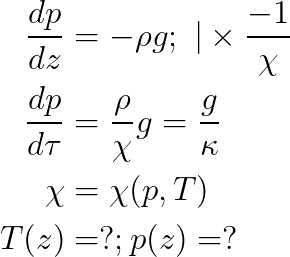 dp/dz = −ρg; | × −1/χ
dp/dτ = ρ/χ g = g/κ
χ = χ(p, T)
T(z) =?; p(z) =?